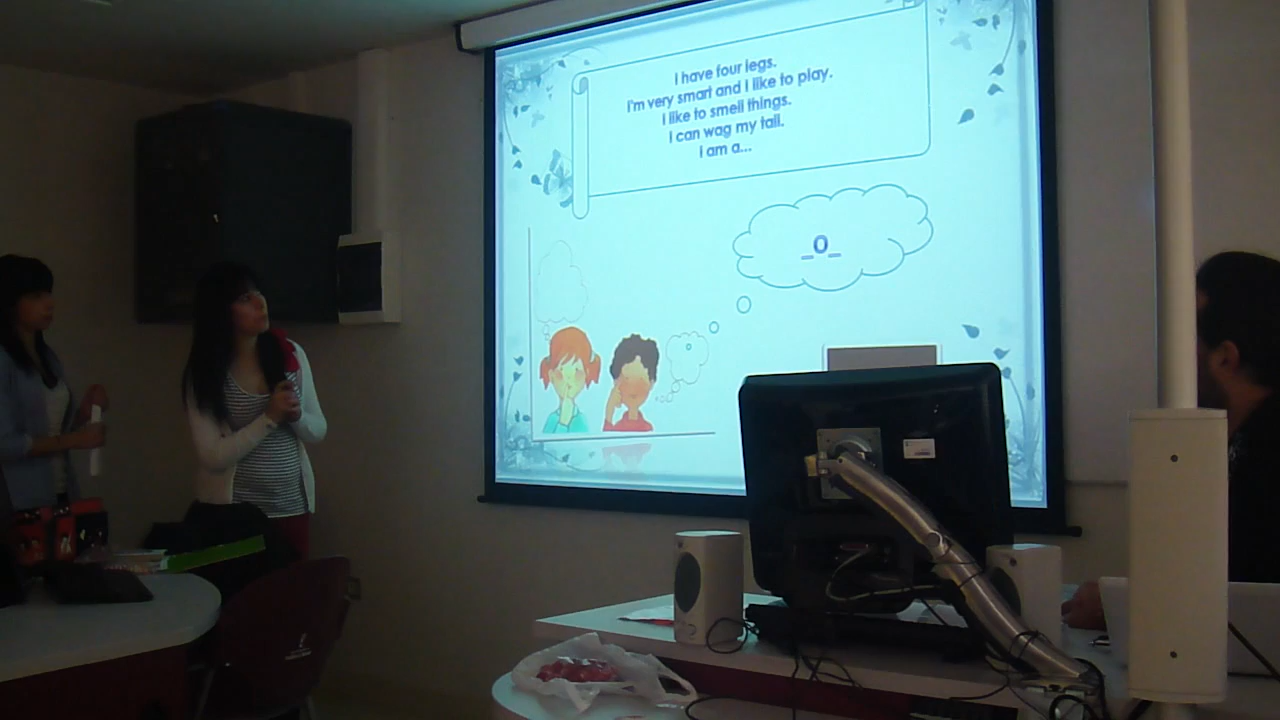 I have four legs.
I'm very smart and I like to play.
I like to smell things.
I can wag my tail.
I am a...
_o_
o